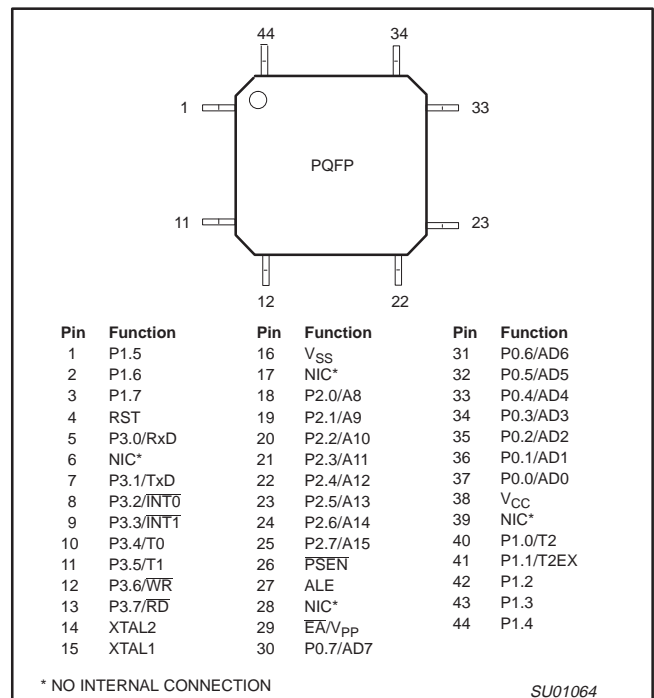 44 34
1 33
PQFP
11 23
12 22
Pin Function Pin Function Pin Function
1 P1.5 16 VSS 31 P0.6/AD6
2 P1.6 17 NIC* 32 P0.5/AD5
3 P1.7 18 P2.0/A8 33 P0.4/AD4
4 RST 19 P2.1/A9 34 P0.3/AD3
5 P3.0/RxD 20 P2.2/A10 35 P0.2/AD2
6 NIC* 21 P2.3/A11 36 P0.1/AD1
7 P3.1/TxD 22 P2.4/A12 37 P0.0/AD0
8 P3.2/INT0 23 P2.5/A13 38 VCC
9 P3.3/INT1 24 P2.6/A14 39 NIC*
10 P3.4/T0 25 P2.7/A15 40 P1.0/T2
11 P3.5/T1 26 PSEN 41 P1.1/T2EX
12 P3.6/WR 27 ALE 42 P1.2
13 P3.7/RD 28 NIC* 43 P1.3
14 XTAL2 29 EA/VPP 44 P1.4
15 XTAL1 30 P0.7/AD7
* NO INTERNAL CONNECTION
SU01064